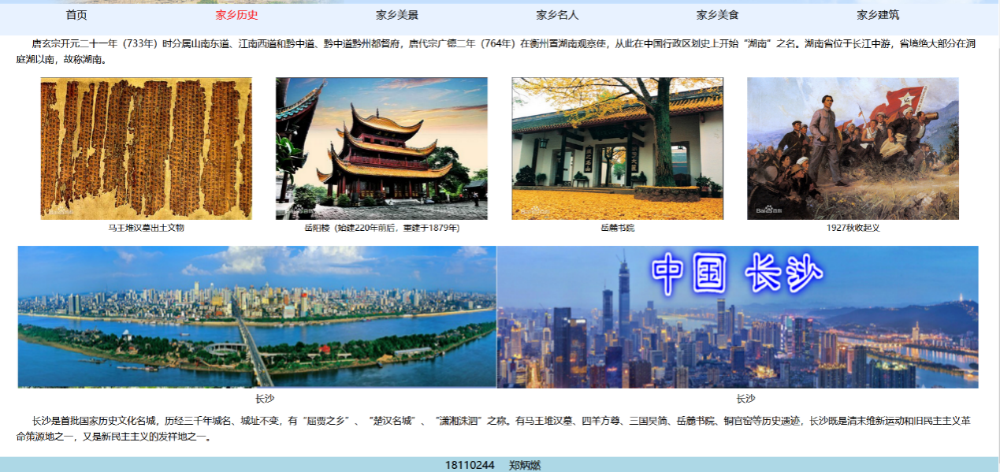 首页 家乡历史 家乡美景 家乡名人 家乡美食 家乡建筑
唐玄宗开元二十一年（733年）时分属山南东道、江南西道和黔中道、黔中道黔州都督府，唐代宗广德二年（764年）在衡州置湖南观察使，从此在中国行政区划史上开始“湖南”之名。湖南省位于长江中游，省境绝大部分在洞
庭湖以南，故称湖南。
马王堆汉墓出土文物 岳阳楼（始建220年前后，重建于1879年) 岳麓书院 1927秋收起义
中国 长沙
长沙 长沙
长沙是首批国家历史文化名城，历经三千年城名、城址不变，有“屈贾之乡”、“楚汉名城”、“潇湘洙泗”之称。有马王堆汉墓、四羊方尊、三国吴简、岳麓书院、铜官窑等历史遗迹，长沙既是清末维新运动和旧民主主义革
命策源地之一，又是新民主主义的发祥地之一。
18110244 郑炳燃